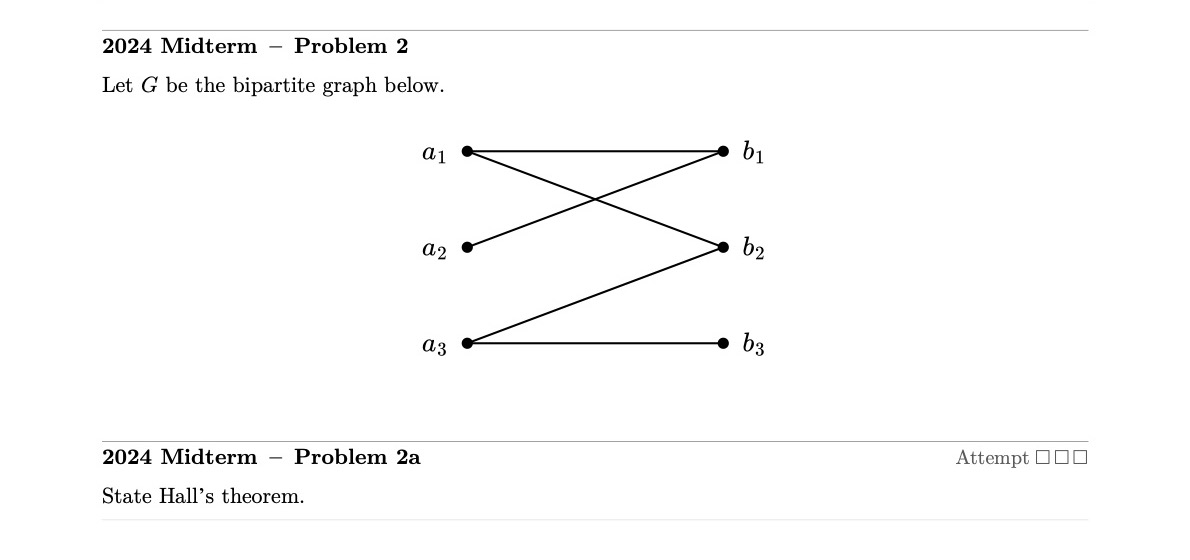 2024 Midterm – Problem 2
Let G be the bipartite graph below.
a₁ b₁
a₂ b₂
a₃ b₃
2024 Midterm – Problem 2a Attempt □□□
State Hall’s theorem.